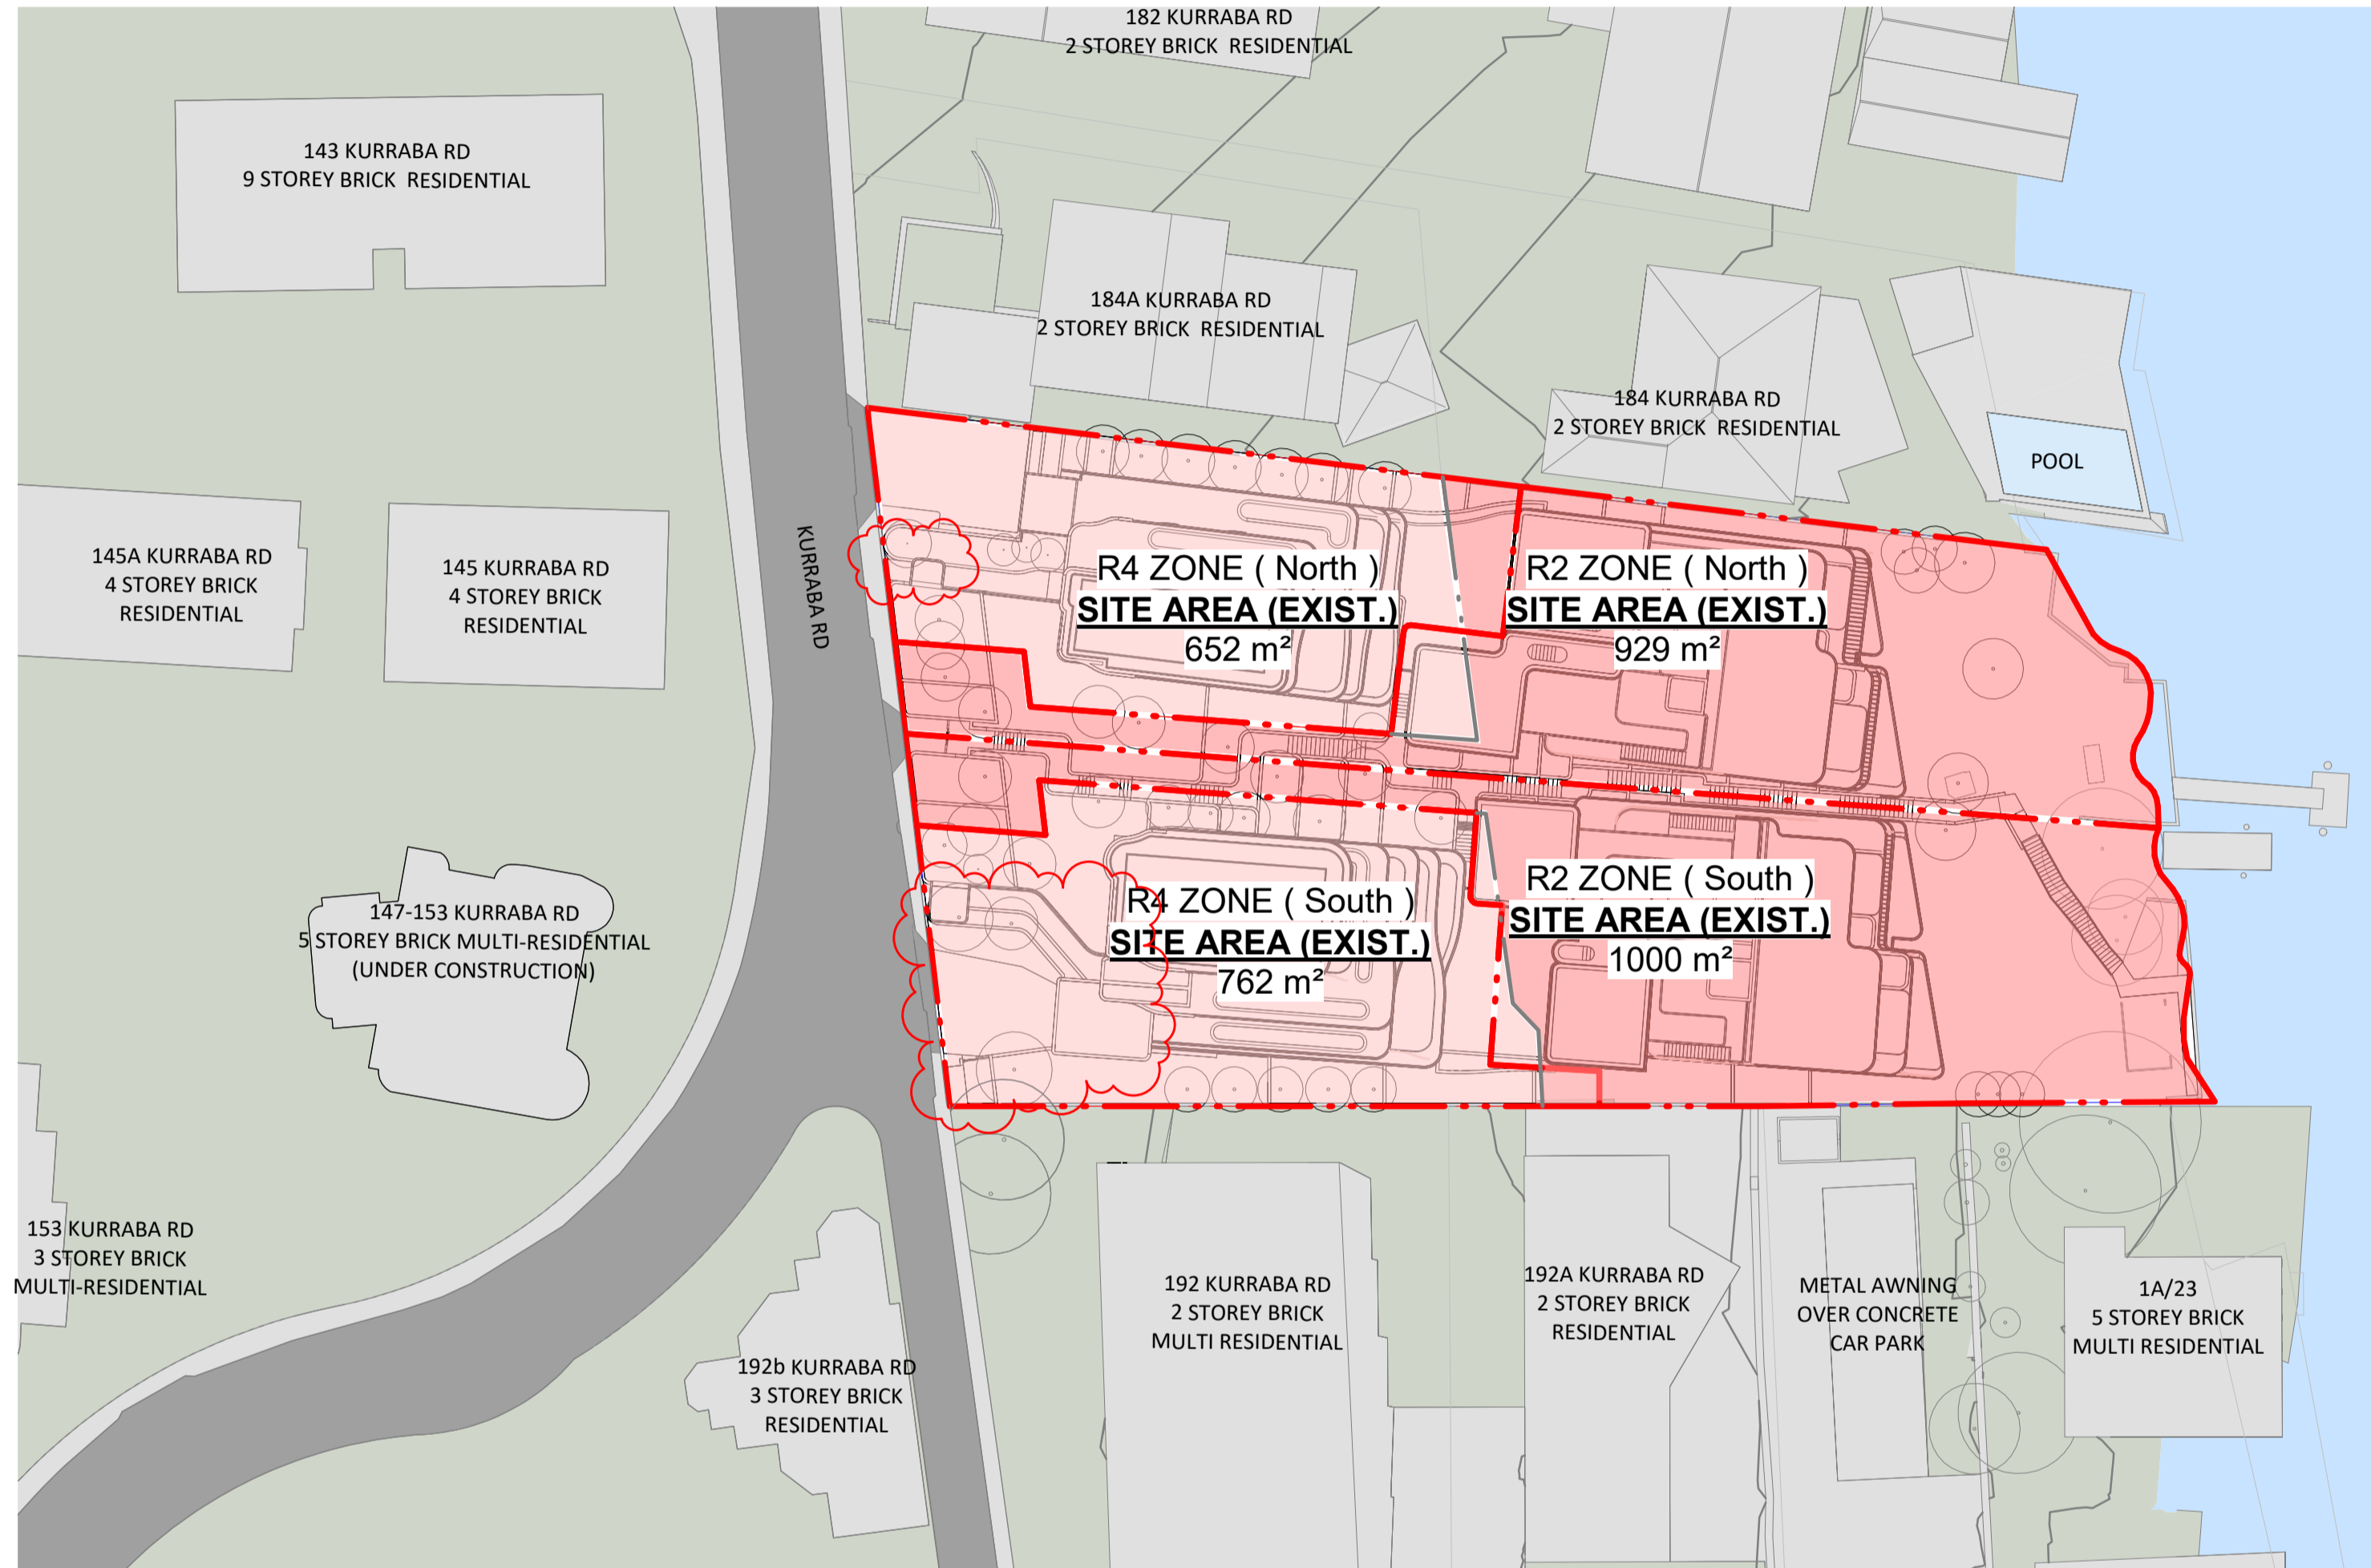 182 KURRABA RD
2 STOREY BRICK RESIDENTIAL
143 KURRABA RD
9 STOREY BRICK RESIDENTIAL
184A KURRABA RD
2 STOREY BRICK RESIDENTIAL
184 KURRABA RD
2 STOREY BRICK RESIDENTIAL
POOL
145A KURRABA RD
4 STOREY BRICK
RESIDENTIAL
145 KURRABA RD
4 STOREY BRICK
RESIDENTIAL
KURRABA RD
R4 ZONE ( North )
SITE AREA (EXIST.)
652 m²
R2 ZONE ( North )
SITE AREA (EXIST.)
929 m²
147-153 KURRABA RD
5 STOREY BRICK MULTI-RESIDENTIAL
(UNDER CONSTRUCTION)
R4 ZONE ( South )
SITE AREA (EXIST.)
762 m²
R2 ZONE ( South )
SITE AREA (EXIST.)
1000 m²
153 KURRABA RD
3 STOREY BRICK
MULTI-RESIDENTIAL
192b KURRABA RD
3 STOREY BRICK
RESIDENTIAL
192 KURRABA RD
2 STOREY BRICK
MULTI RESIDENTIAL
192A KURRABA RD
2 STOREY BRICK
RESIDENTIAL
METAL AWNING
OVER CONCRETE
CAR PARK
1A/23
5 STOREY BRICK
MULTI RESIDENTIAL